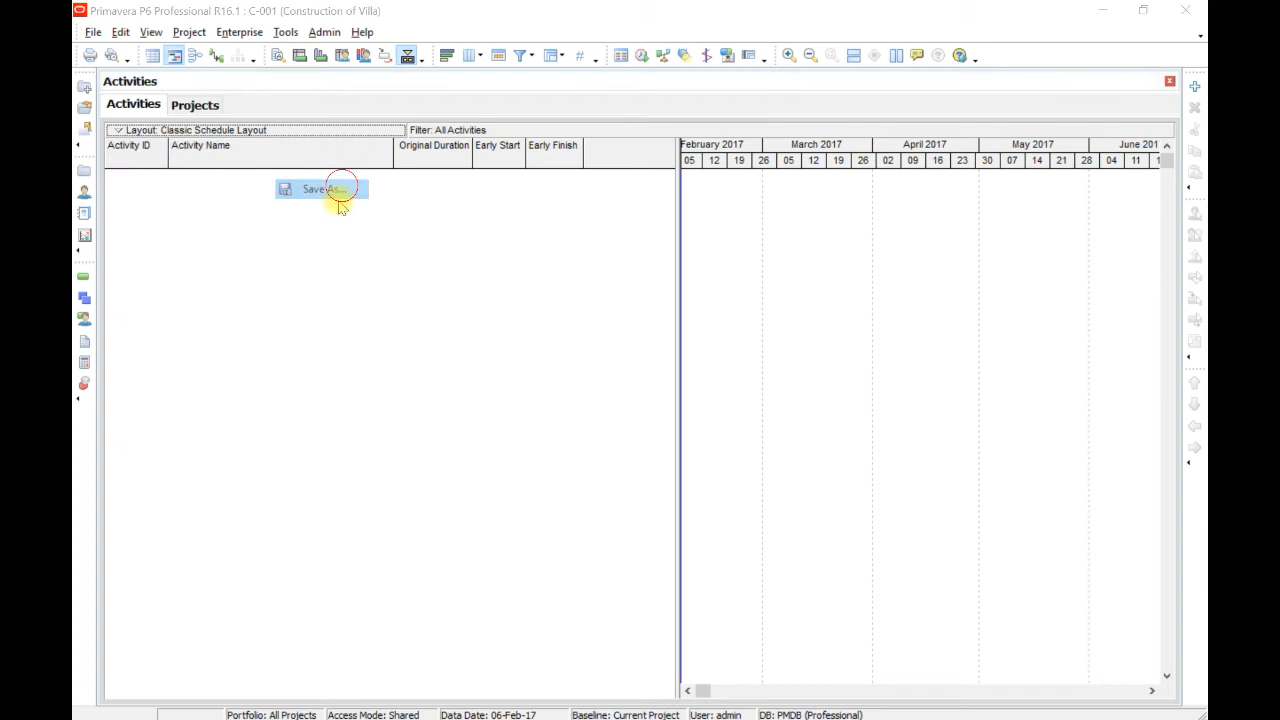 Primavera P6 Professional R16.1 : C-001 (Construction of Villa)
File Edit View Project Enterprise Tools Admin Help
Activities
Activities Projects
Layout: Classic Schedule Layout Filter: All Activities
Activity ID Activity Name Original Duration Early Start Early Finish
February 2017 March 2017 April 2017 May 2017 June 201
05 12 19 26 05 12 19 26 02 09 16 23 30 07 14 21 28 04 11 1
Save As...
Portfolio: All Projects Access Mode: Shared Data Date: 06-Feb-17 Baseline: Current Project User: admin DB: PMDB (Professional)